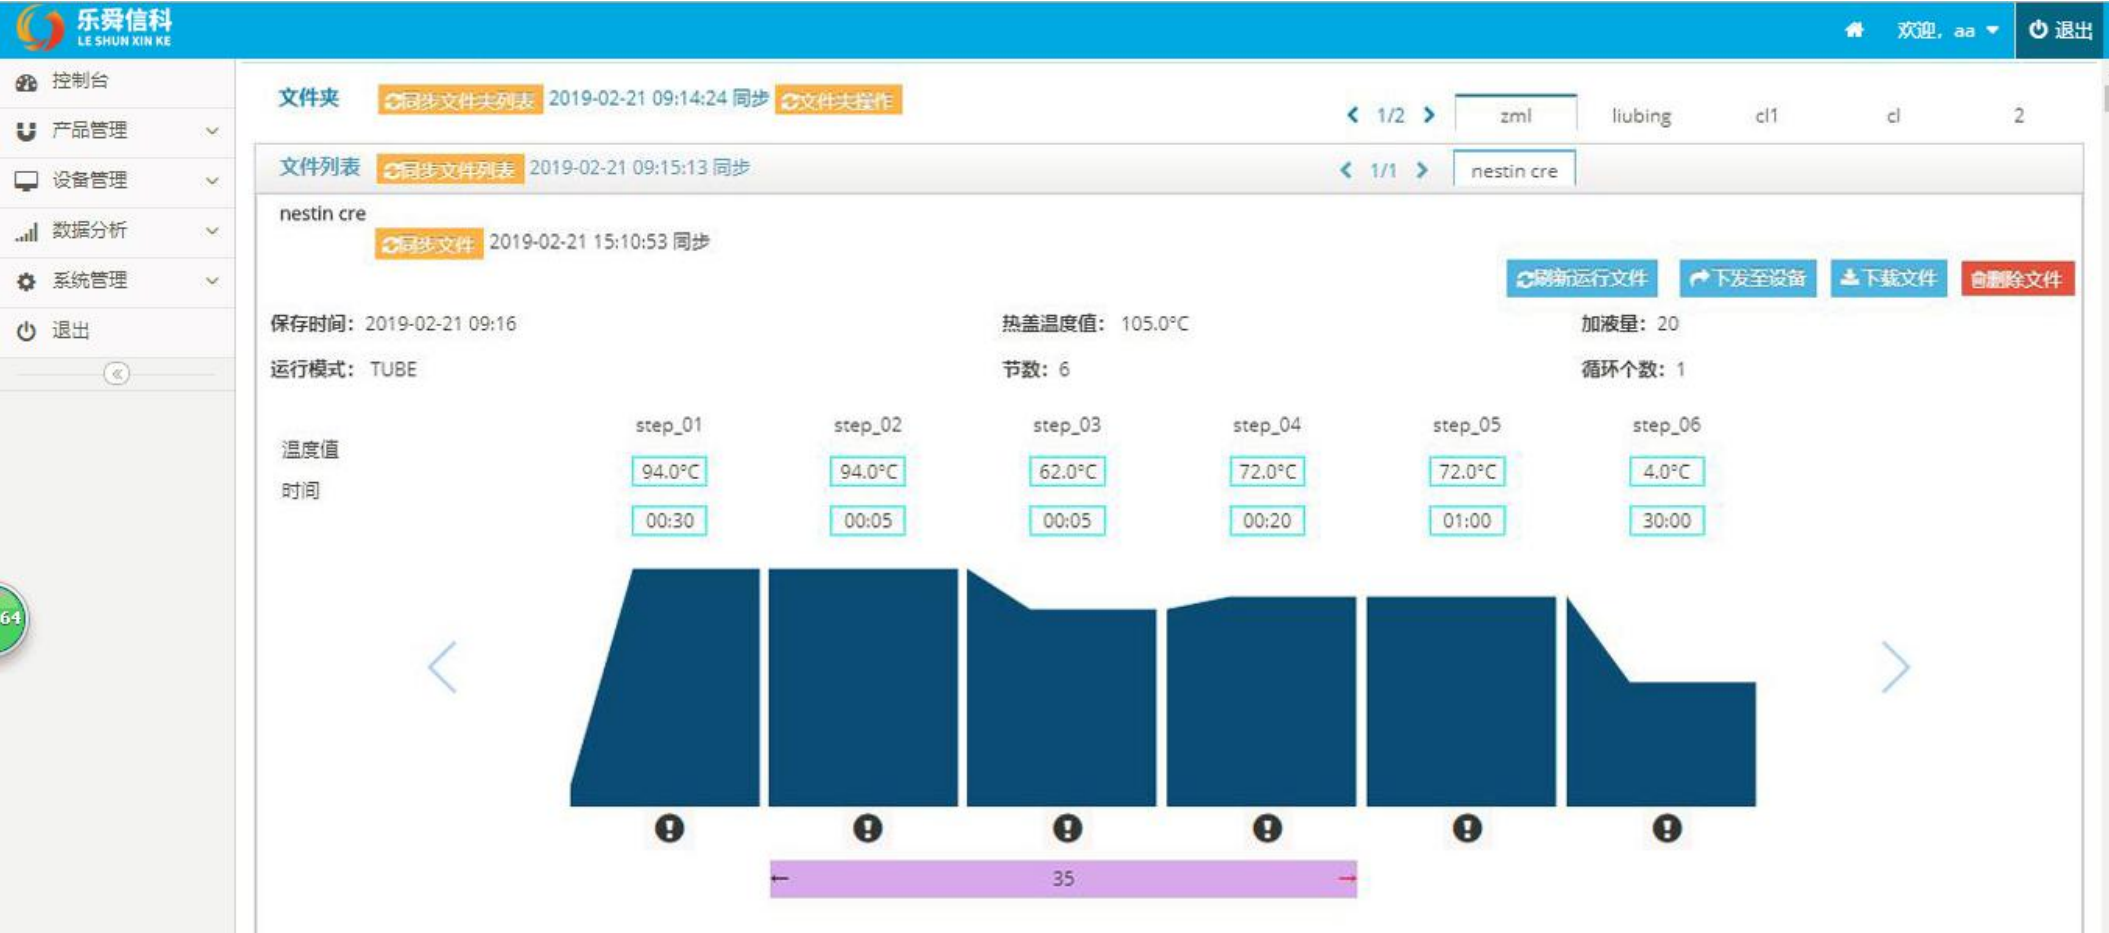 乐舜信科
LE SHUN XIN KE
欢迎, aa
退出
控制台
产品管理
设备管理
数据分析
系统管理
退出
64
文件夹 同步文件夹列表 2019-02-21 09:14:24 同步 文件夹操作
1/2 zml liubing cl1 cl 2
文件列表 同步文件列表 2019-02-21 09:15:13 同步
1/1 nestin cre
nestin cre
同步文件 2019-02-21 15:10:53 同步
刷新运行文件 下发至设备 下载文件 删除文件
保存时间: 2019-02-21 09:16 热盖温度值: 105.0°C 加液量: 20
运行模式: TUBE 节数: 6 循环个数: 1
step_01 step_02 step_03 step_04 step_05 step_06
温度值 94.0°C 94.0°C 62.0°C 72.0°C 72.0°C 4.0°C
时间 00:30 00:05 00:05 00:20 01:00 30:00
35